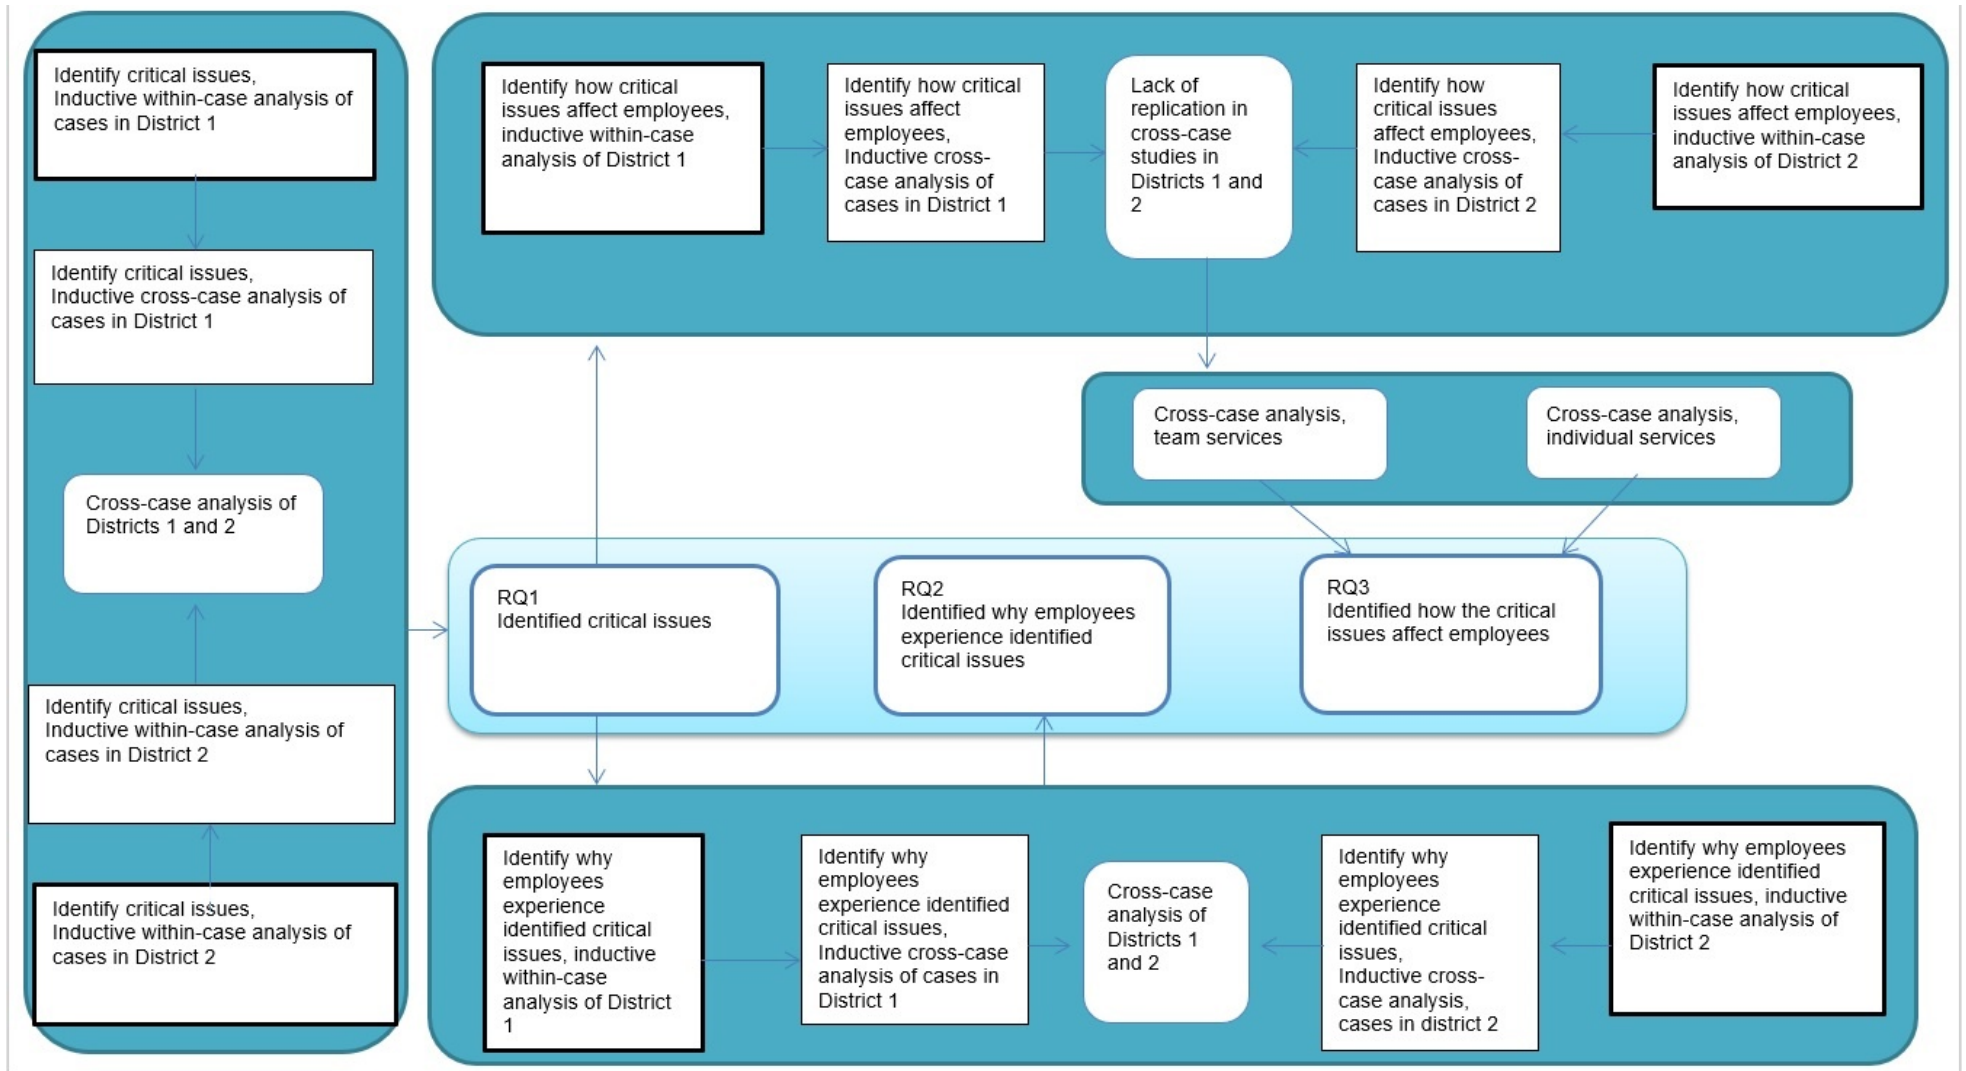 Identify critical issues,
Inductive within-case analysis of
cases in District 1
Identify critical issues,
Inductive cross-case analysis of
cases in District 1
Cross-case analysis of
Districts 1 and 2
Identify critical issues,
Inductive within-case analysis of
cases in District 2
Identify critical issues,
Inductive within-case analysis of
cases in District 2
Identify how critical
issues affect employees,
inductive within-case
analysis of District 1
Identify how critical
issues affect
employees,
Inductive cross-
case analysis of
cases in District 1
Lack of
replication in
cross-case
studies in
Districts 1 and
2
Identify how
critical issues
affect employees,
Inductive cross-
case analysis of
cases in District 2
Identify how critical
issues affect employees,
inductive within-case
analysis of District 2
Cross-case analysis,
team services
Cross-case analysis,
individual services
RQ1
Identified critical issues
RQ2
Identified why employees
experience identified
critical issues
RQ3
Identified how the critical
issues affect employees
Identify why
employees
experience
identified critical
issues, inductive
within-case
analysis of District
1
Identify why
employees
experience identified
critical issues,
Inductive cross-case
analysis of cases in
District 1
Cross-case
analysis of
Districts 1
and 2
Identify why
employees
experience
identified critical
issues,
Inductive cross-
case analysis,
cases in district 2
Identify why employees
experience identified
critical issues, inductive
within-case analysis of
District 2